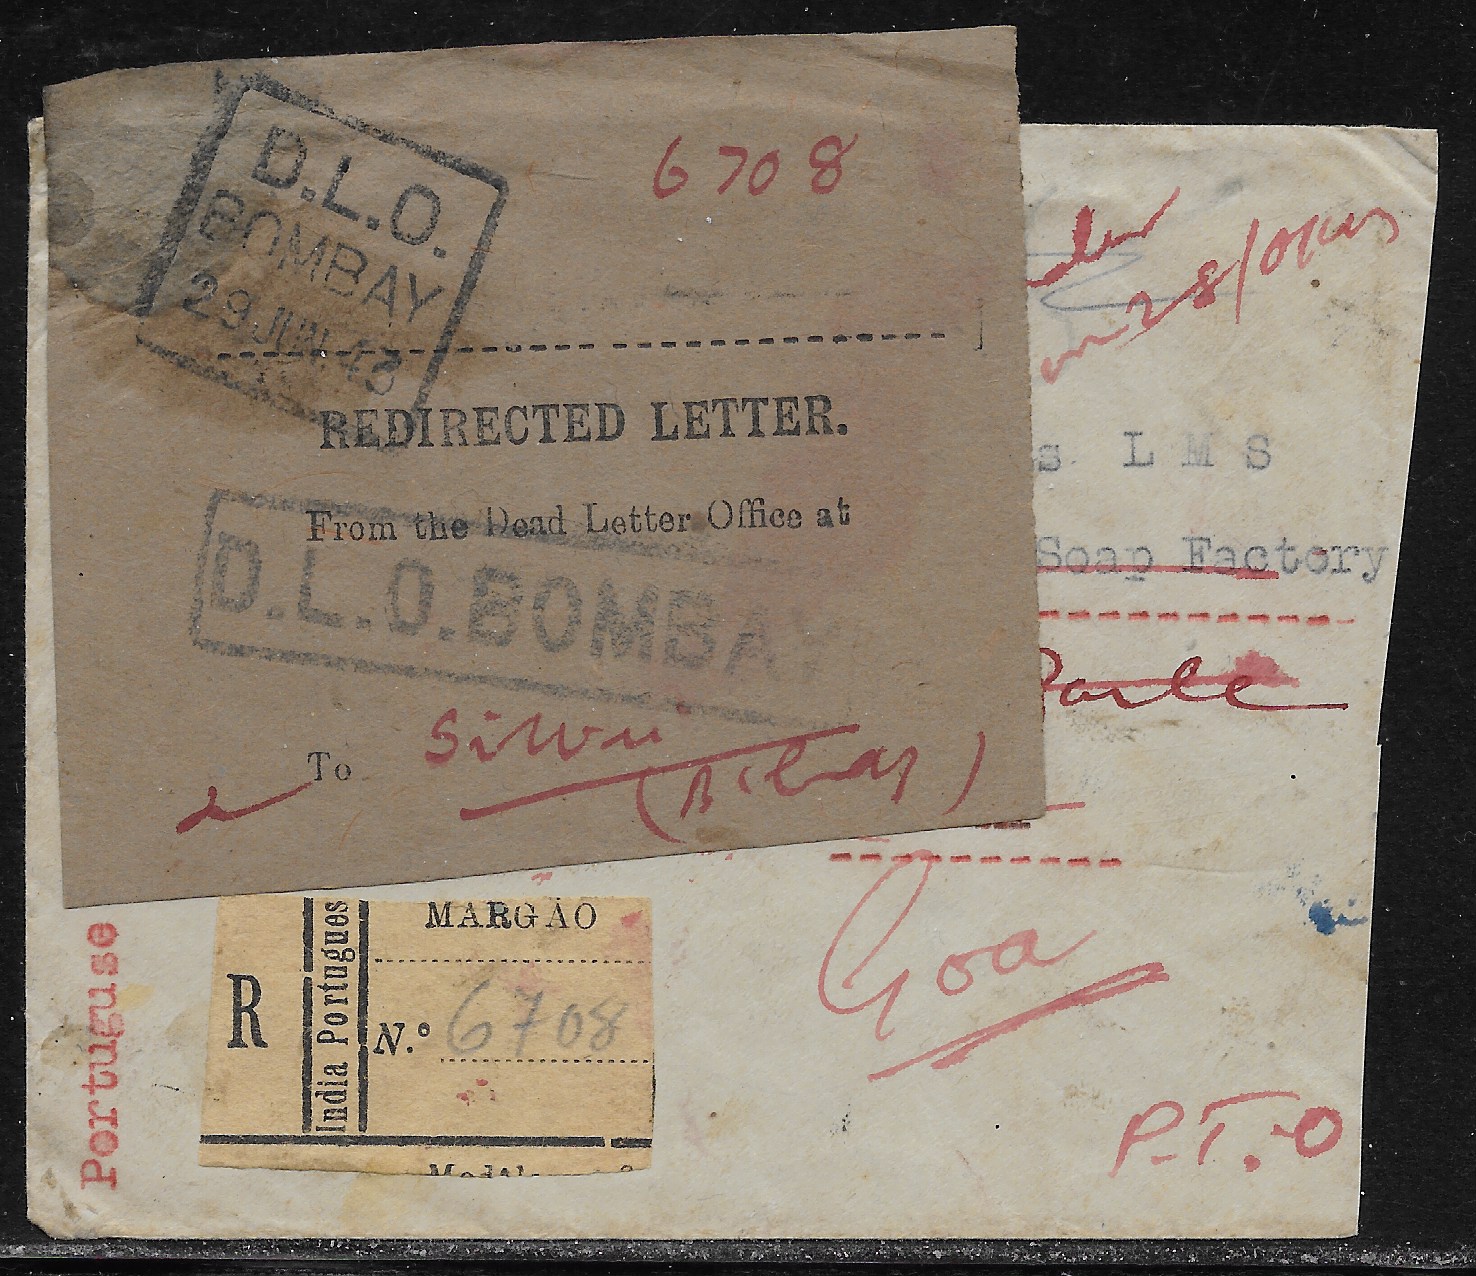 D.L.O.
BOMBAY
29 JUN. 43
6708
REDIRECTED LETTER.
From the Dead Letter Office at
D.L.O. BOMBAY
To
s L M S
Soap Factory
Goa
P.T.O
Portuguse
R
India Portugues
MARGÃO
N.º 6708